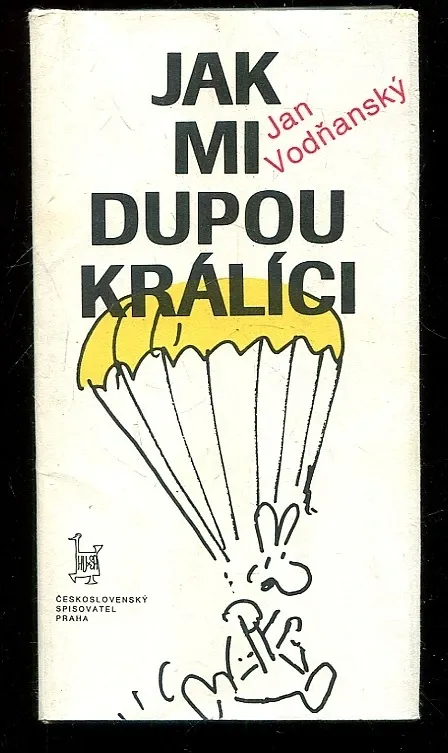 JAK
MI
DUPOU
KRÁLÍCI
Jan
Vodňanský
ČESKOSLOVENSKÝ
SPISOVATEL
PRAHA